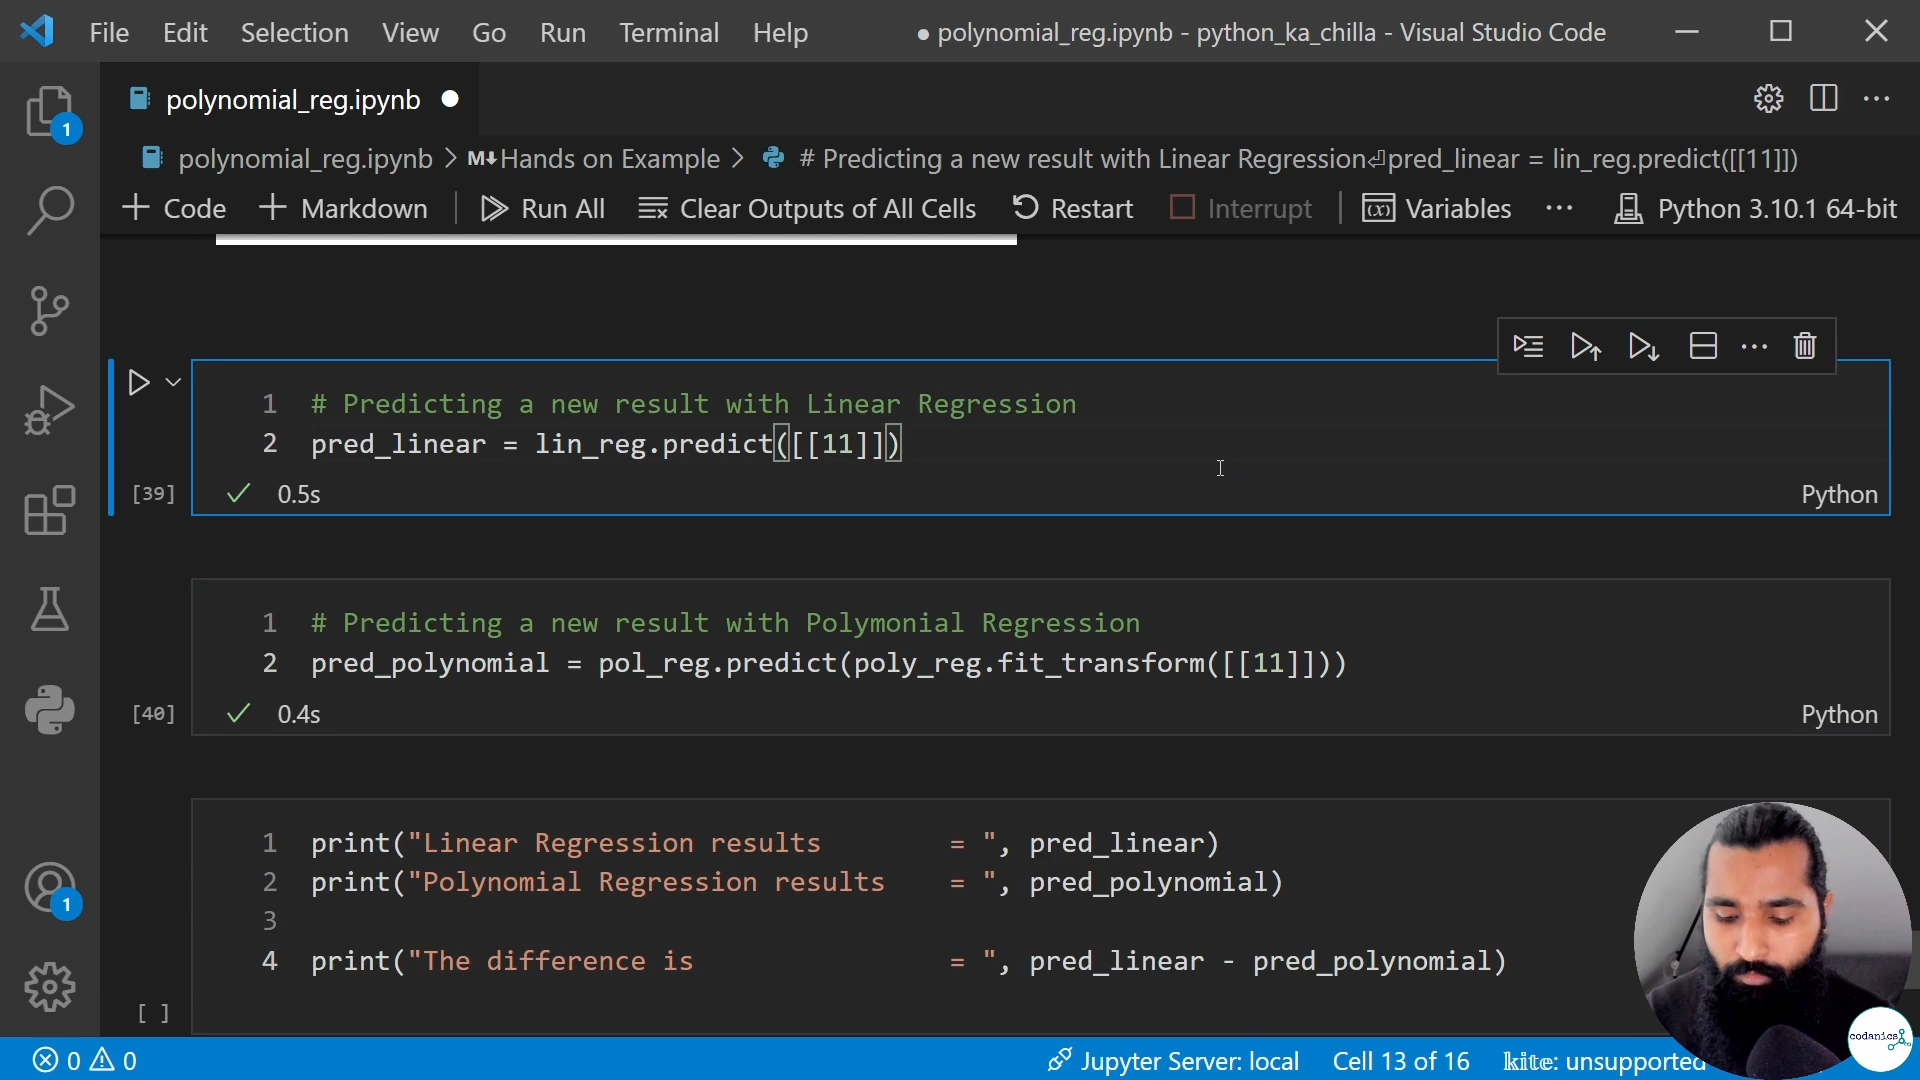 File Edit Selection View Go Run Terminal Help ● polynomial_reg.ipynb - python_ka_chilla - Visual Studio Code
polynomial_reg.ipynb
1
polynomial_reg.ipynb > M↓Hands on Example > # Predicting a new result with Linear Regression⏎pred_linear = lin_reg.predict([[11]])
+ Code + Markdown Run All Clear Outputs of All Cells Restart Interrupt Variables ··· Python 3.10.1 64-bit
1 # Predicting a new result with Linear Regression
2 pred_linear = lin_reg.predict([[11]])
[39] ✓ 0.5s Python
1 # Predicting a new result with Polymonial Regression
2 pred_polynomial = pol_reg.predict(poly_reg.fit_transform([[11]]))
[40] ✓ 0.4s Python
1 print("Linear Regression results        = ", pred_linear)
2 print("Polynomial Regression results    = ", pred_polynomial)
3
4 print("The difference is                = ", pred_linear - pred_polynomial)
[ ]
1
codanics
0 0 Jupyter Server: local Cell 13 of 16 kite: unsupported